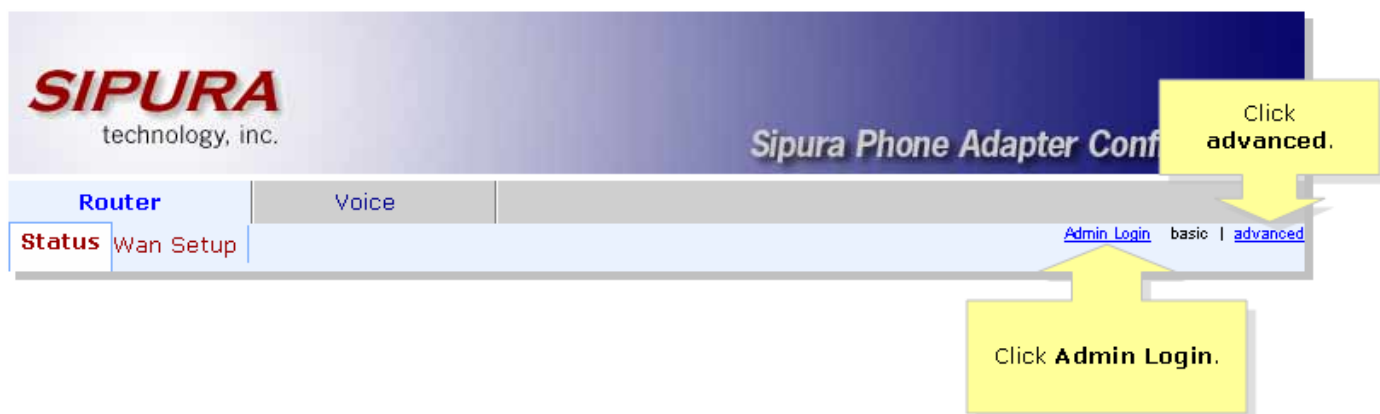 SIPURA
technology, inc.
Sipura Phone Adapter Conf
Click
advanced.
Router
Voice
Status
Wan Setup
Admin Login basic | advanced
Click Admin Login.